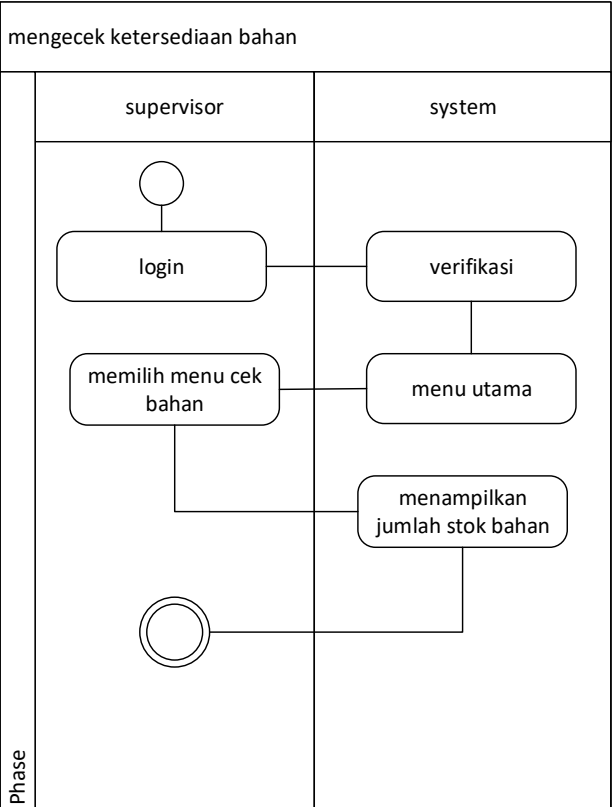 mengecek ketersediaan bahan
supervisor
system
login
verifikasi
memilih menu cek
bahan
menu utama
menampilkan
jumlah stok bahan
Phase